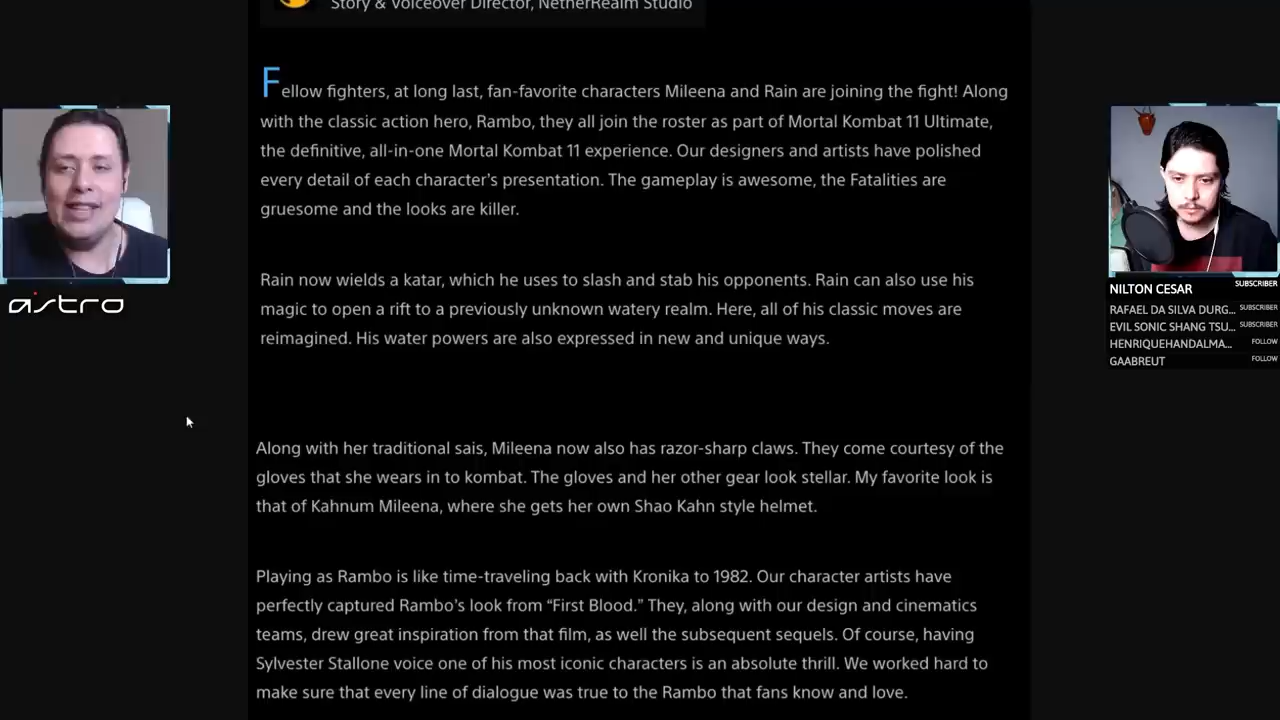 Story & Voiceover Director, NetherRealm Studio
Fellow fighters, at long last, fan-favorite characters Mileena and Rain are joining the fight! Along
with the classic action hero, Rambo, they all join the roster as part of Mortal Kombat 11 Ultimate,
the definitive, all-in-one Mortal Kombat 11 experience. Our designers and artists have polished
every detail of each character's presentation. The gameplay is awesome, the Fatalities are
gruesome and the looks are killer.
Rain now wields a katar, which he uses to slash and stab his opponents. Rain can also use his
magic to open a rift to a previously unknown watery realm. Here, all of his classic moves are
reimagined. His water powers are also expressed in new and unique ways.
Along with her traditional sais, Mileena now also has razor-sharp claws. They come courtesy of the
gloves that she wears in to kombat. The gloves and her other gear look stellar. My favorite look is
that of Kahnum Mileena, where she gets her own Shao Kahn style helmet.
Playing as Rambo is like time-traveling back with Kronika to 1982. Our character artists have
perfectly captured Rambo's look from “First Blood.” They, along with our design and cinematics
teams, drew great inspiration from that film, as well the subsequent sequels. Of course, having
Sylvester Stallone voice one of his most iconic characters is an absolute thrill. We worked hard to
make sure that every line of dialogue was true to the Rambo that fans know and love.
astro
NILTON CESAR SUBSCRIBER
RAFAEL DA SILVA DURG... SUBSCRIBER
EVIL SONIC SHANG TSU... SUBSCRIBER
HENRIQUEHANDALMA... FOLLOW
GAABREUT FOLLOW